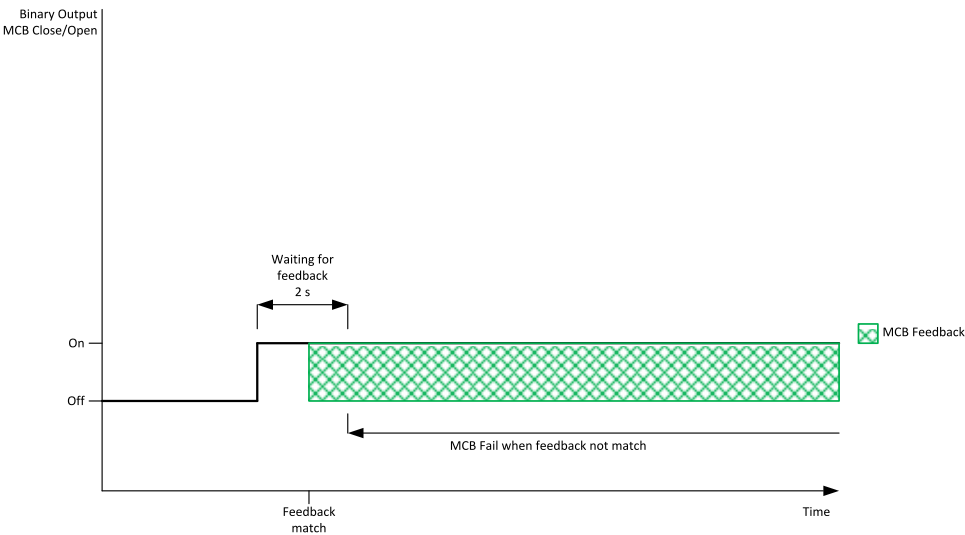 Binary Output
MCB Close/Open
Waiting for
feedback
2 s
On
MCB Feedback
Off
MCB Fail when feedback not match
Feedback
match
Time